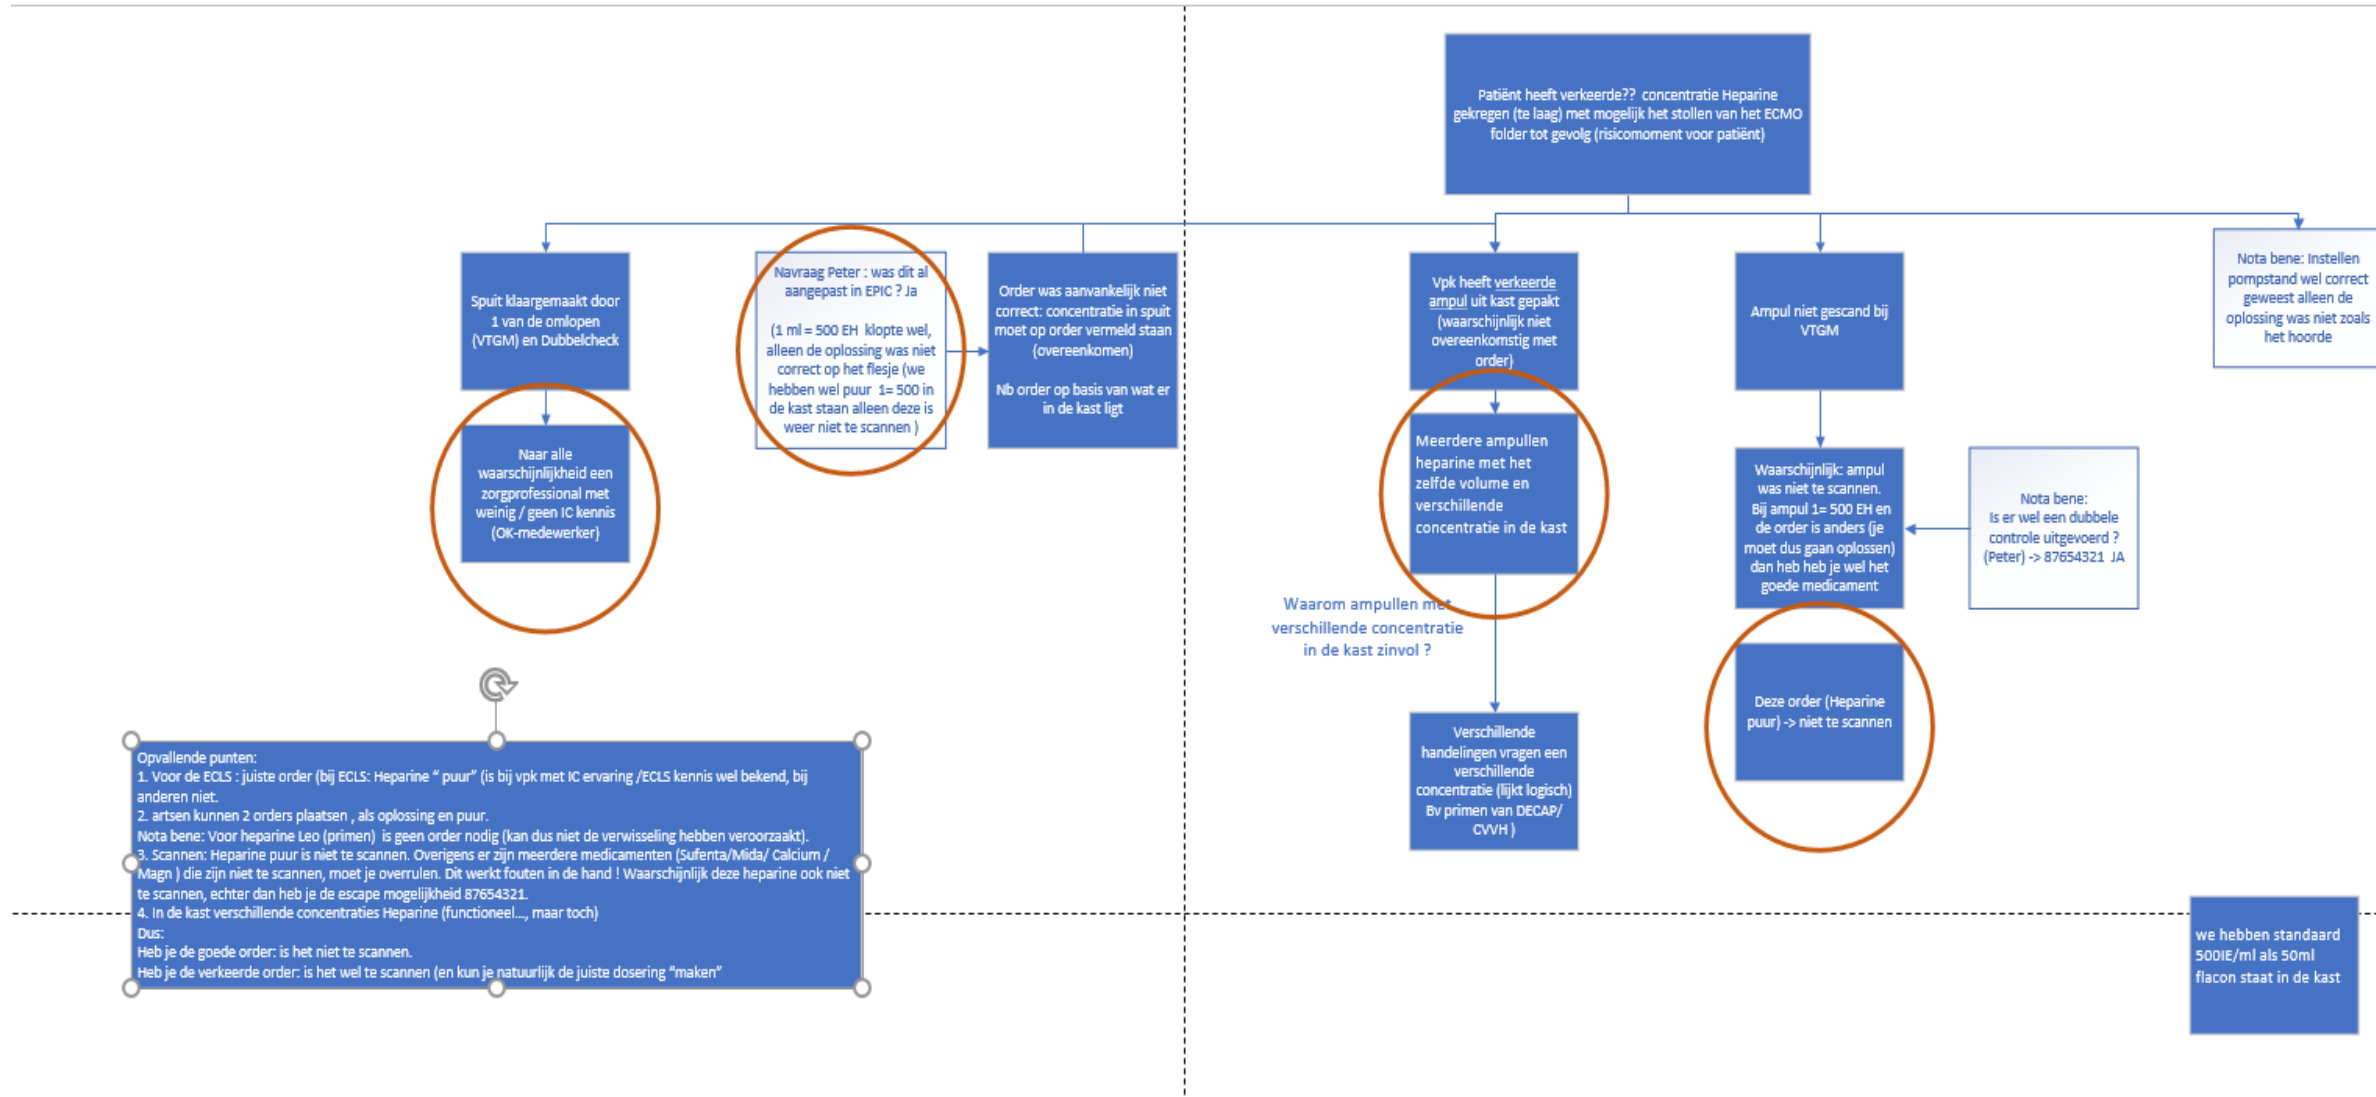 Patiënt heeft verkeerde?? concentratie Heparine
gekregen (te laag) met mogelijk het stollen van het ECMO
folder tot gevolg (risicomoment voor patiënt)
Spuit klaargemaakt door
1 van de omlopen
(VTGM) en Dubbelcheck
Navraag Peter : was dit al
aangepast in EPIC ? Ja
(1 ml = 500 EH klopte wel,
alleen de oplossing was niet
correct op het flesje (we
hebben wel puur 1= 500 in
de kast staan alleen deze is
weer niet te scannen )
Order was aanvankelijk niet
correct: concentratie in spuit
moet op order vermeld staan
(overeenkomen)
Nb order op basis van wat er
in de kast ligt
Vpk heeft verkeerde
ampul uit kast gepakt
(waarschijnlijk niet
overeenkomstig met
order)
Ampul niet gescand bij
VTGM
Nota bene: Instellen
pompstand wel correct
geweest alleen de
oplossing was niet zoals
het hoorde
Naar alle
waarschijnlijkheid een
zorgprofessional met
weinig / geen IC kennis
(OK-medewerker)
Meerdere ampullen
heparine met het
zelfde volume en
verschillende
concentratie in de kast
Waarschijnlijk: ampul
was niet te scannen.
Bij ampul 1= 500 EH en
de order is anders (je
moet dus gaan oplossen)
dan heb heb je wel het
goede medicament
Nota bene:
Is er wel een dubbele
controle uitgevoerd ?
(Peter) -> 87654321 JA
Waarom ampullen met
verschillende concentratie
in de kast zinvol ?
Deze order (Heparine
puur) -> niet te scannen
Verschillende
handelingen vragen een
verschillende
concentratie (lijkt logisch)
Bv primen van DECAP/
CVVH )
Opvallende punten:
1. Voor de ECLS : juiste order (bij ECLS: Heparine “ puur” (is bij vpk met IC ervaring /ECLS kennis wel bekend, bij
anderen niet.
2. artsen kunnen 2 orders plaatsen , als oplossing en puur.
Nota bene: Voor heparine Leo (primen) is geen order nodig (kan dus niet de verwisseling hebben veroorzaakt).
3. Scannen: Heparine puur is niet te scannen. Overigens er zijn meerdere medicamenten (Sufenta/Mida/ Calcium /
Magn ) die zijn niet te scannen, moet je overrulen. Dit werkt fouten in de hand ! Waarschijnlijk deze heparine ook niet
te scannen, echter dan heb je de escape mogelijkheid 87654321.
4. In de kast verschillende concentraties Heparine (functioneel..., maar toch)
Dus:
Heb je de goede order: is het niet te scannen.
Heb je de verkeerde order: is het wel te scannen (en kun je natuurlijk de juiste dosering “maken”
we hebben standaard
500IE/ml als 50ml
flacon staat in de kast